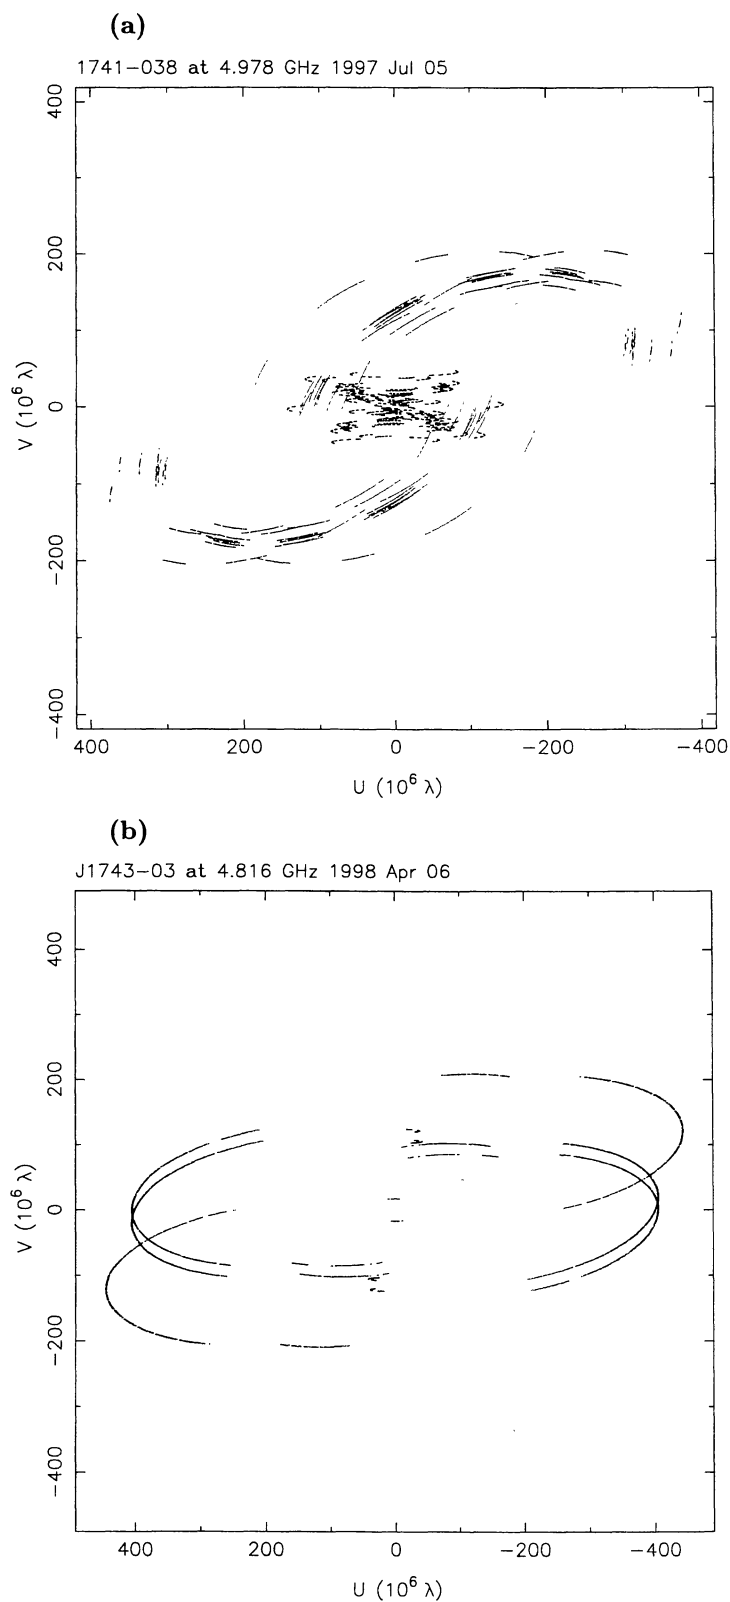 (a)
1741−038 at 4.978 GHz 1997 Jul 05
400
200
0
−200
−400
V (10⁶ λ)
400 200 0 −200 −400
U (10⁶ λ)
(b)
J1743−03 at 4.816 GHz 1998 Apr 06
400
200
0
−200
−400
V (10⁶ λ)
400 200 0 −200 −400
U (10⁶ λ)